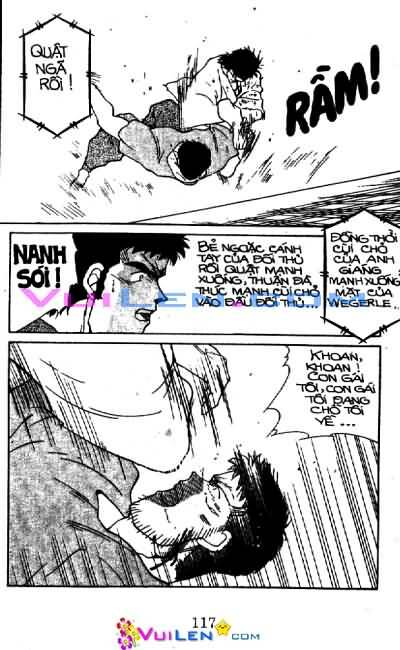 QUẬT
NGÃ
RỒI !
RẦM!
NANH
SÓI !
BẺ NGOẶC CÁNH
TAY CỦA ĐỐI THỦ
RỒI QUẬT MẠNH
XUỐNG, THUẬN ĐÀ,
THÚC MẠNH CÙI CHỎ
VÀO ĐẦU ĐỐI THỦ...
ĐỒNG THỜI
CÙI CHỎ
CỦA ANH
GIÁNG
MẠNH XUỐNG
MẶT CỦA
WEGERLE...
VUILEN.COM
KHOAN,
KHOAN !
CON GÁI
TÔI, CON GÁI
TÔI ĐANG
CHỜ TÔI
VỀ ...
117
VUILEN COM